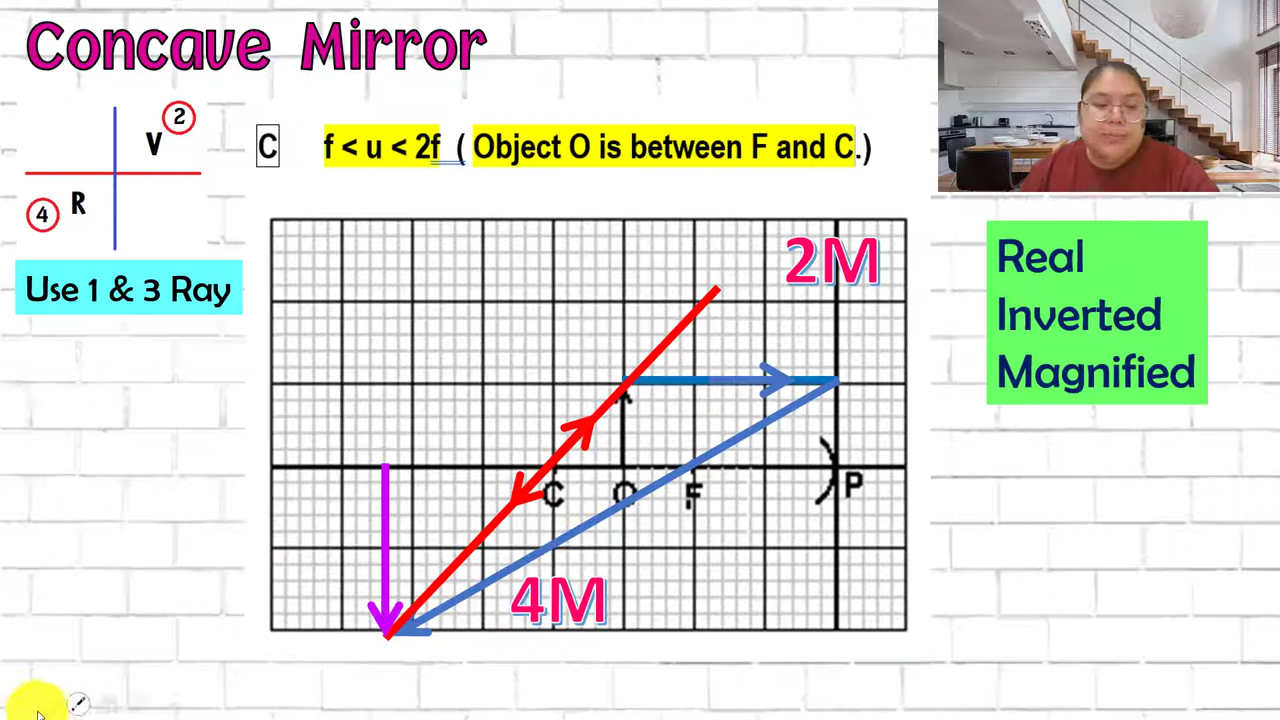 Concave Mirror
2
V
4
R
C f < u < 2f ( Object O is between F and C.)
Use 1 & 3 Ray
2M
Real
Inverted
Magnified
C O F P
4M